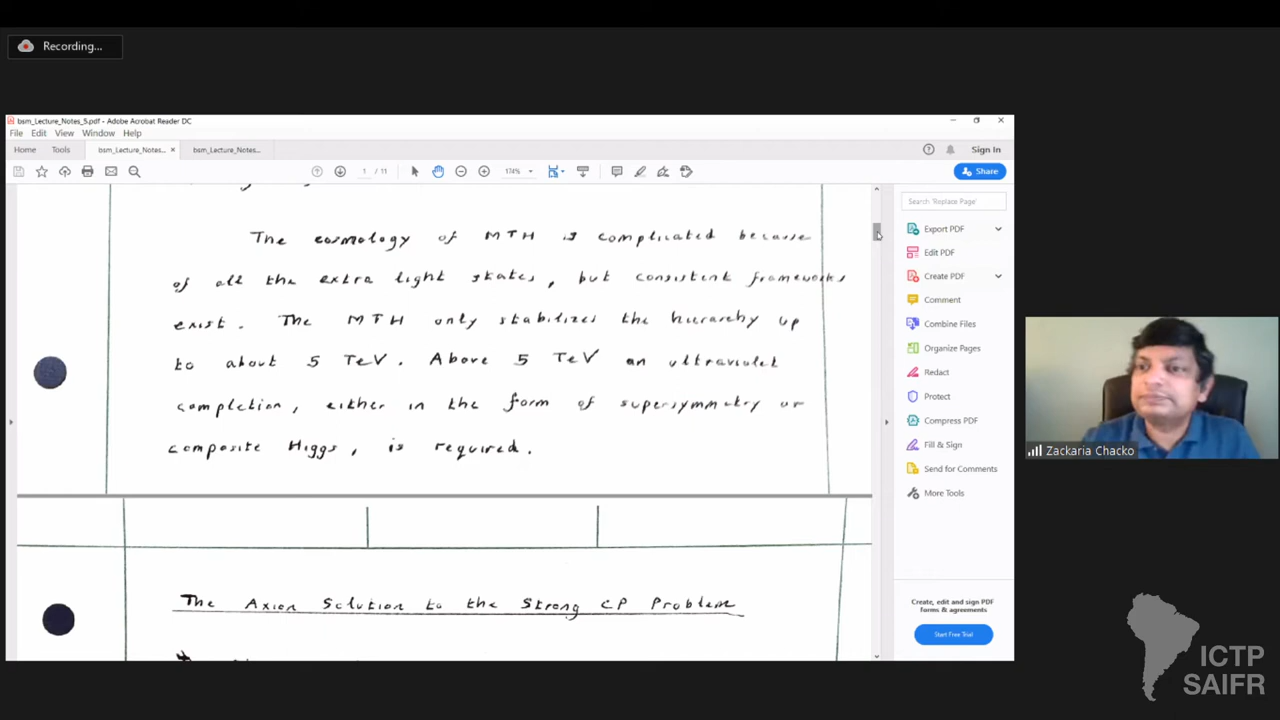 Recording...
bsm_Lecture_Notes_5.pdf - Adobe Acrobat Reader DC
File Edit View Window Help
Home Tools bsm_Lecture_Notes... × bsm_Lecture_Notes... Sign In
1 / 11 174% Share
The cosmology of MTH is complicated because
of all the extra light states, but consistent frameworks
exist. The MTH only stabilizes the hierarchy up
to about 5 TeV. Above 5 TeV an ultraviolet
completion, either in the form of supersymmetry or
composite Higgs, is required.
The Axion Solution to the Strong CP Problem
Search 'Replace Page'
Export PDF
Edit PDF
Create PDF
Comment
Combine Files
Organize Pages
Redact
Protect
Compress PDF
Fill & Sign
Send for Comments
More Tools
Create, edit and sign PDF
forms & agreements
Start Free Trial
Zackaria Chacko
ICTP
SAIFR